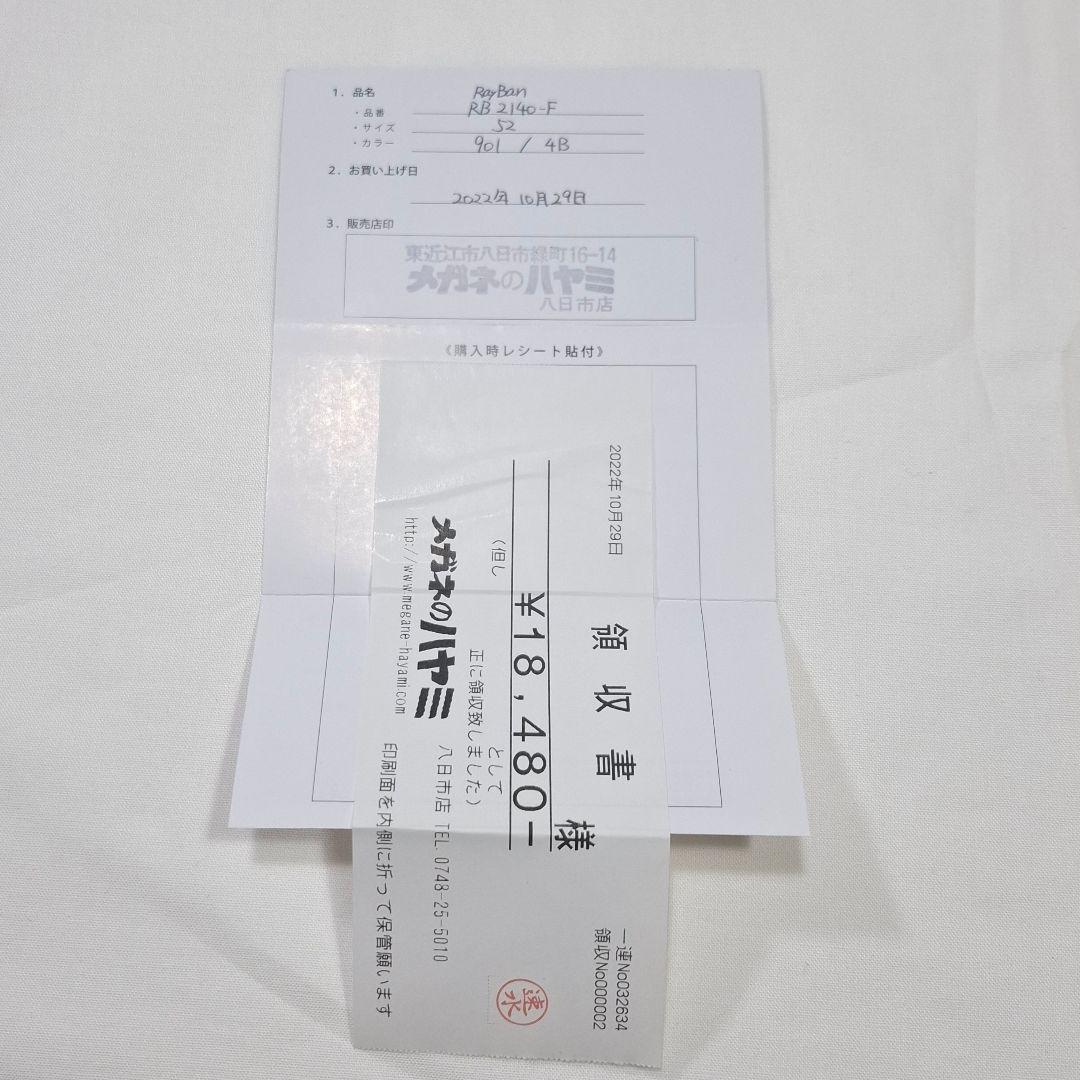 1. 品名 RayBan
・品番 RB 2140-F
・サイズ 52
・カラー 901 / 4B
2. お買い上げ日
2022年10月29日
3. 販売店印
東近江市八日市緑町16-14
メガネのハヤミ
八日市店
《購入時レシート貼付》
2022年10月29日
領収書
一連No032634
領収No000002
様
¥18,480-
(但し
として
正に領収致しました)
メガネのハヤミ
八日市店 TEL. 0748-25-5010
http://www.megane-hayami.com
印刷面を内側に折って保管願います
速水